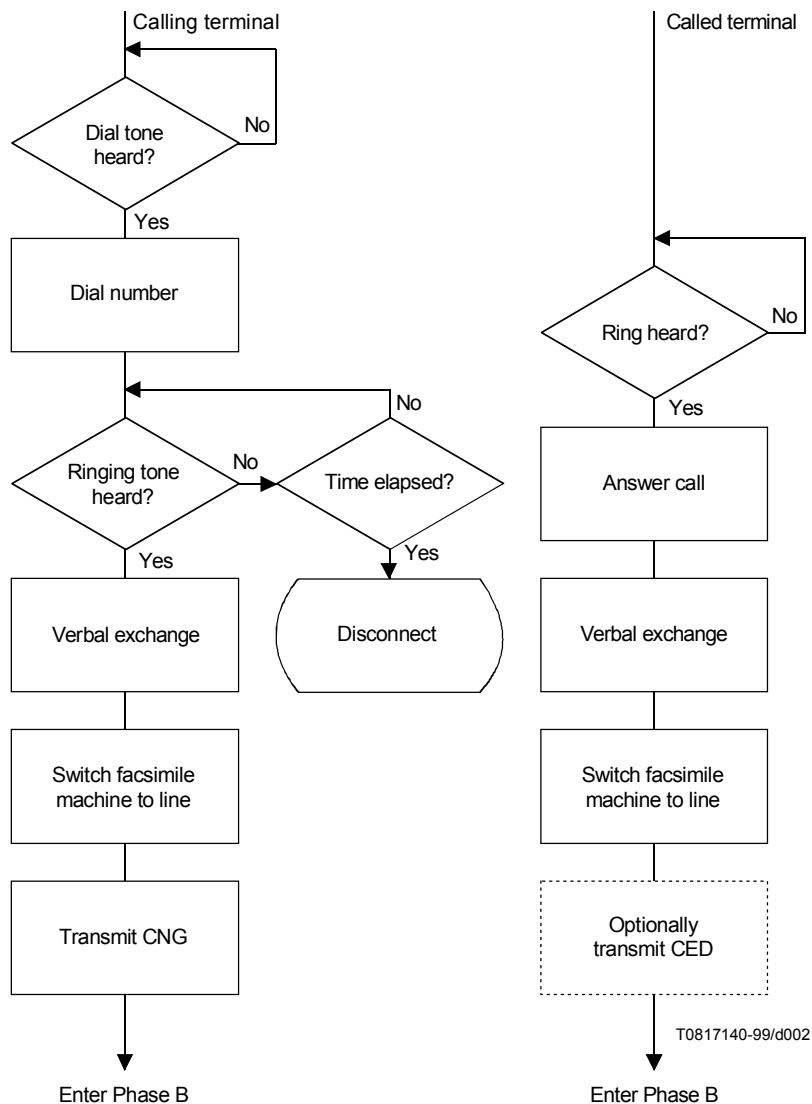 Calling terminal
Dial tone
heard?
No
Yes
Dial number
Ringing tone
heard?
No
Yes
Time elapsed?
No
Yes
Disconnect
Verbal exchange
Switch facsimile
machine to line
Transmit CNG
Enter Phase B
Called terminal
Ring heard?
No
Yes
Answer call
Verbal exchange
Switch facsimile
machine to line
Optionally
transmit CED
T0817140-99/d002
Enter Phase B